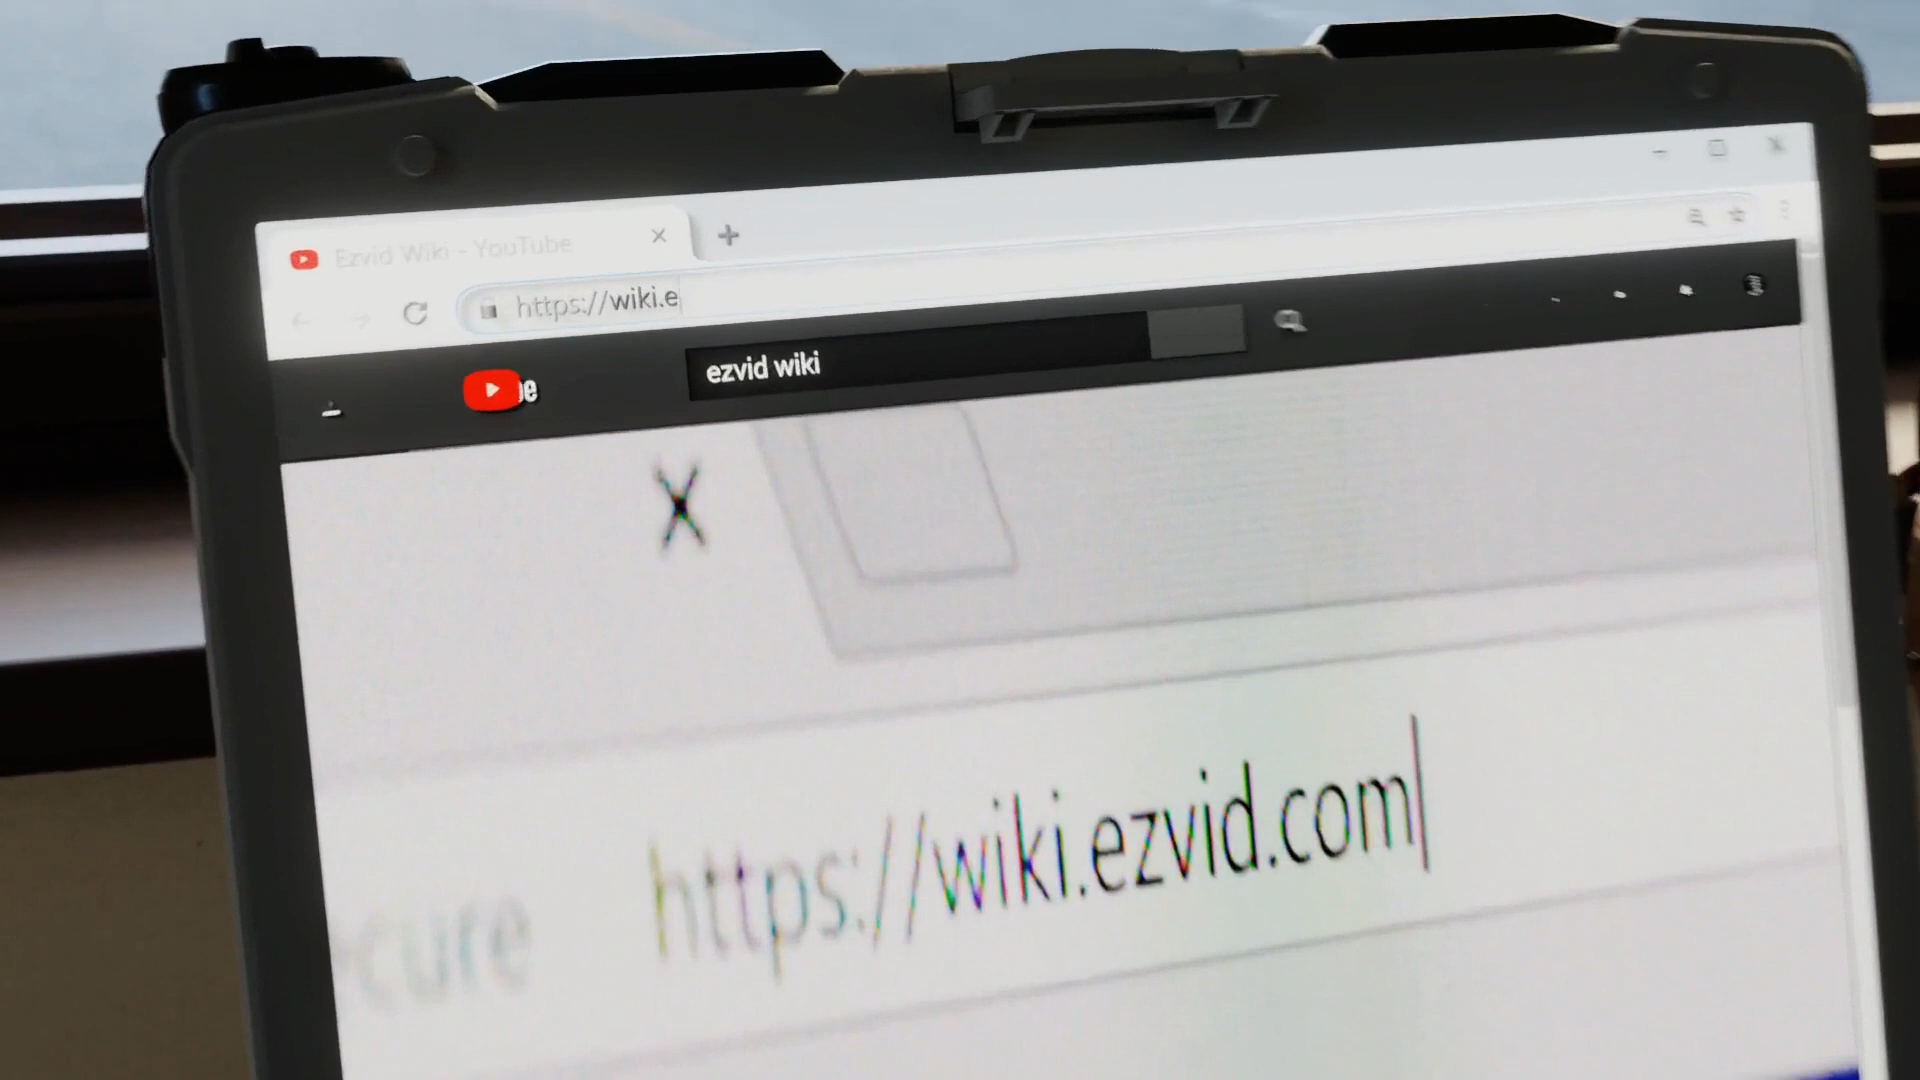 Ezvid Wiki - YouTube
https://wiki.e
ezvid wiki
x
https://wiki.ezvid.com